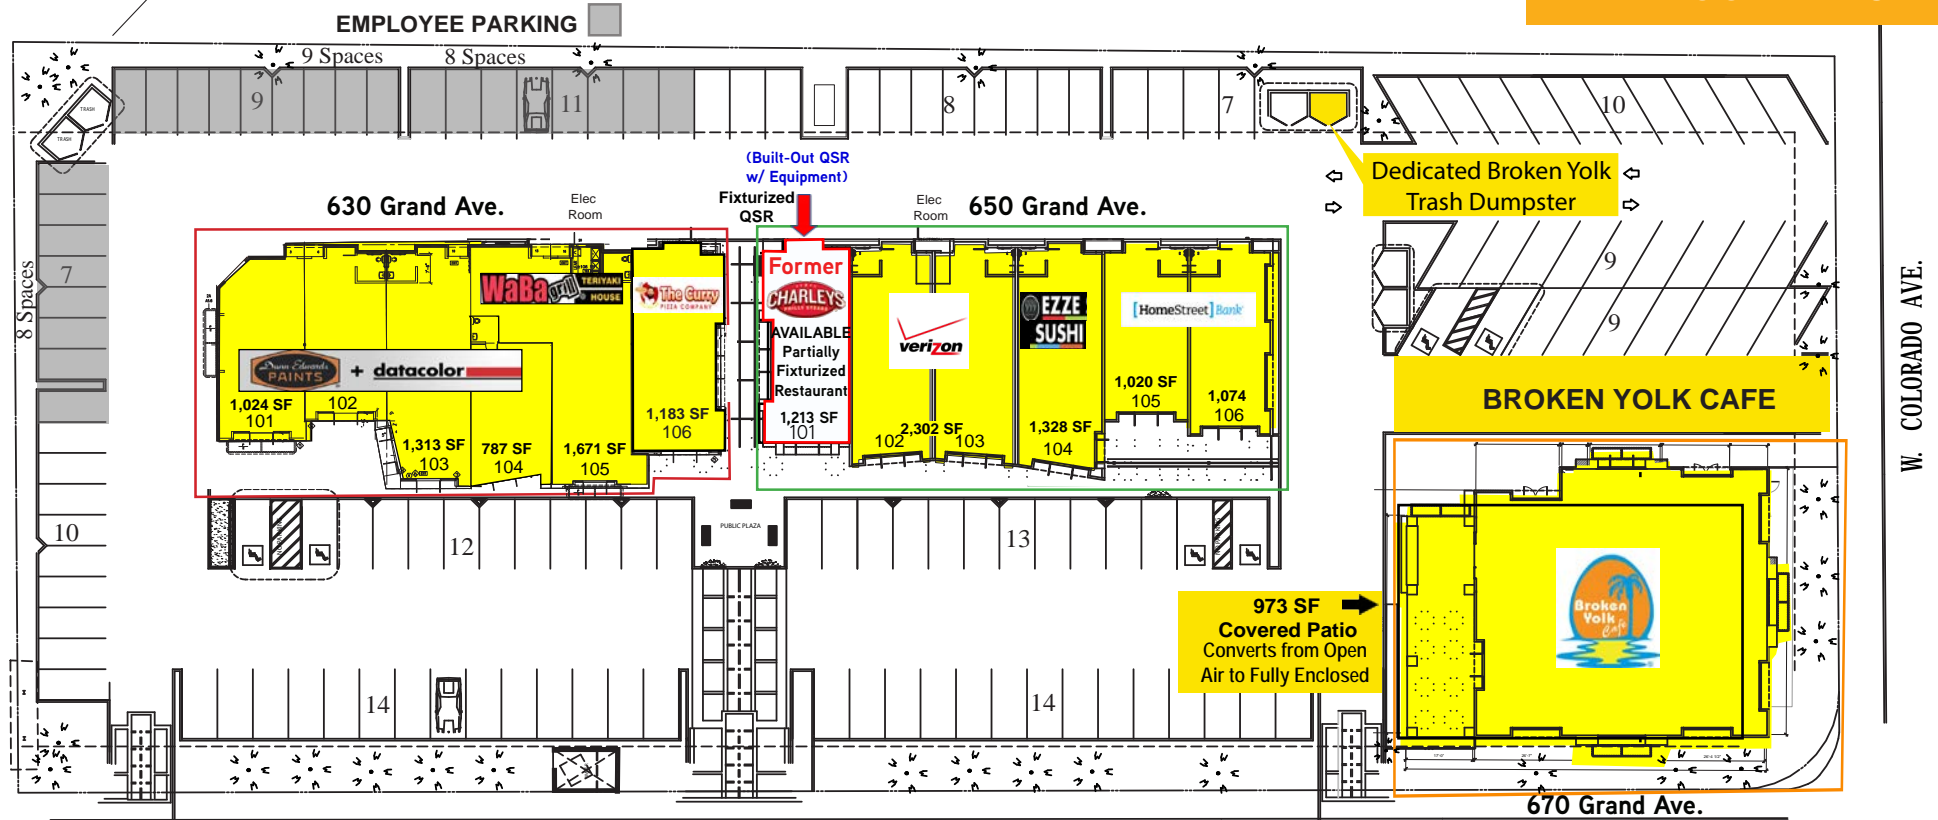 EMPLOYEE PARKING
9 Spaces
8 Spaces
9
11
8
7
10
TRASH
TRASH
(Built-Out QSR
w/ Equipment)
Fixturized
QSR
Dedicated Broken Yolk
Trash Dumpster
630 Grand Ave.
Elec
Room
Elec
Room
650 Grand Ave.
8 Spaces
7
10
9
9
W. COLORADO AVE.
WaBa grill
TERIYAKI
HOUSE
The Curry
PIZZA COMPANY
Former
CHARLEYS
PHILLY STEAKS
AVAILABLE
Partially
Fixturized
Restaurant
1,213 SF
101
verizon
EZZE
SUSHI
[HomeStreet] Bank
Dunn-Edwards
PAINTS
+ datacolor
1,024 SF
101
102
1,313 SF
103
787 SF
104
1,671 SF
105
1,183 SF
106
102
2,302 SF
103
1,328 SF
104
1,020 SF
105
1,074
106
BROKEN YOLK CAFE
12
PUBLIC PLAZA
13
973 SF
Covered Patio
Converts from Open
Air to Fully Enclosed
Broken
Yolk
Cafe
14
14
670 Grand Ave.